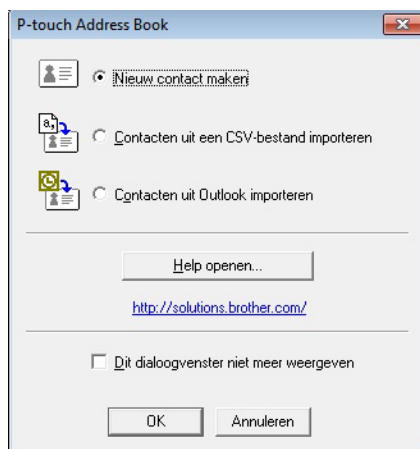 P-touch Address Book
Nieuw contact maken
a,
Contacten uit een CSV-bestand importeren
Contacten uit Outlook importeren
Help openen...
http://solutions.brother.com/
Dit dialoogvenster niet meer weergeven
OK
Annuleren